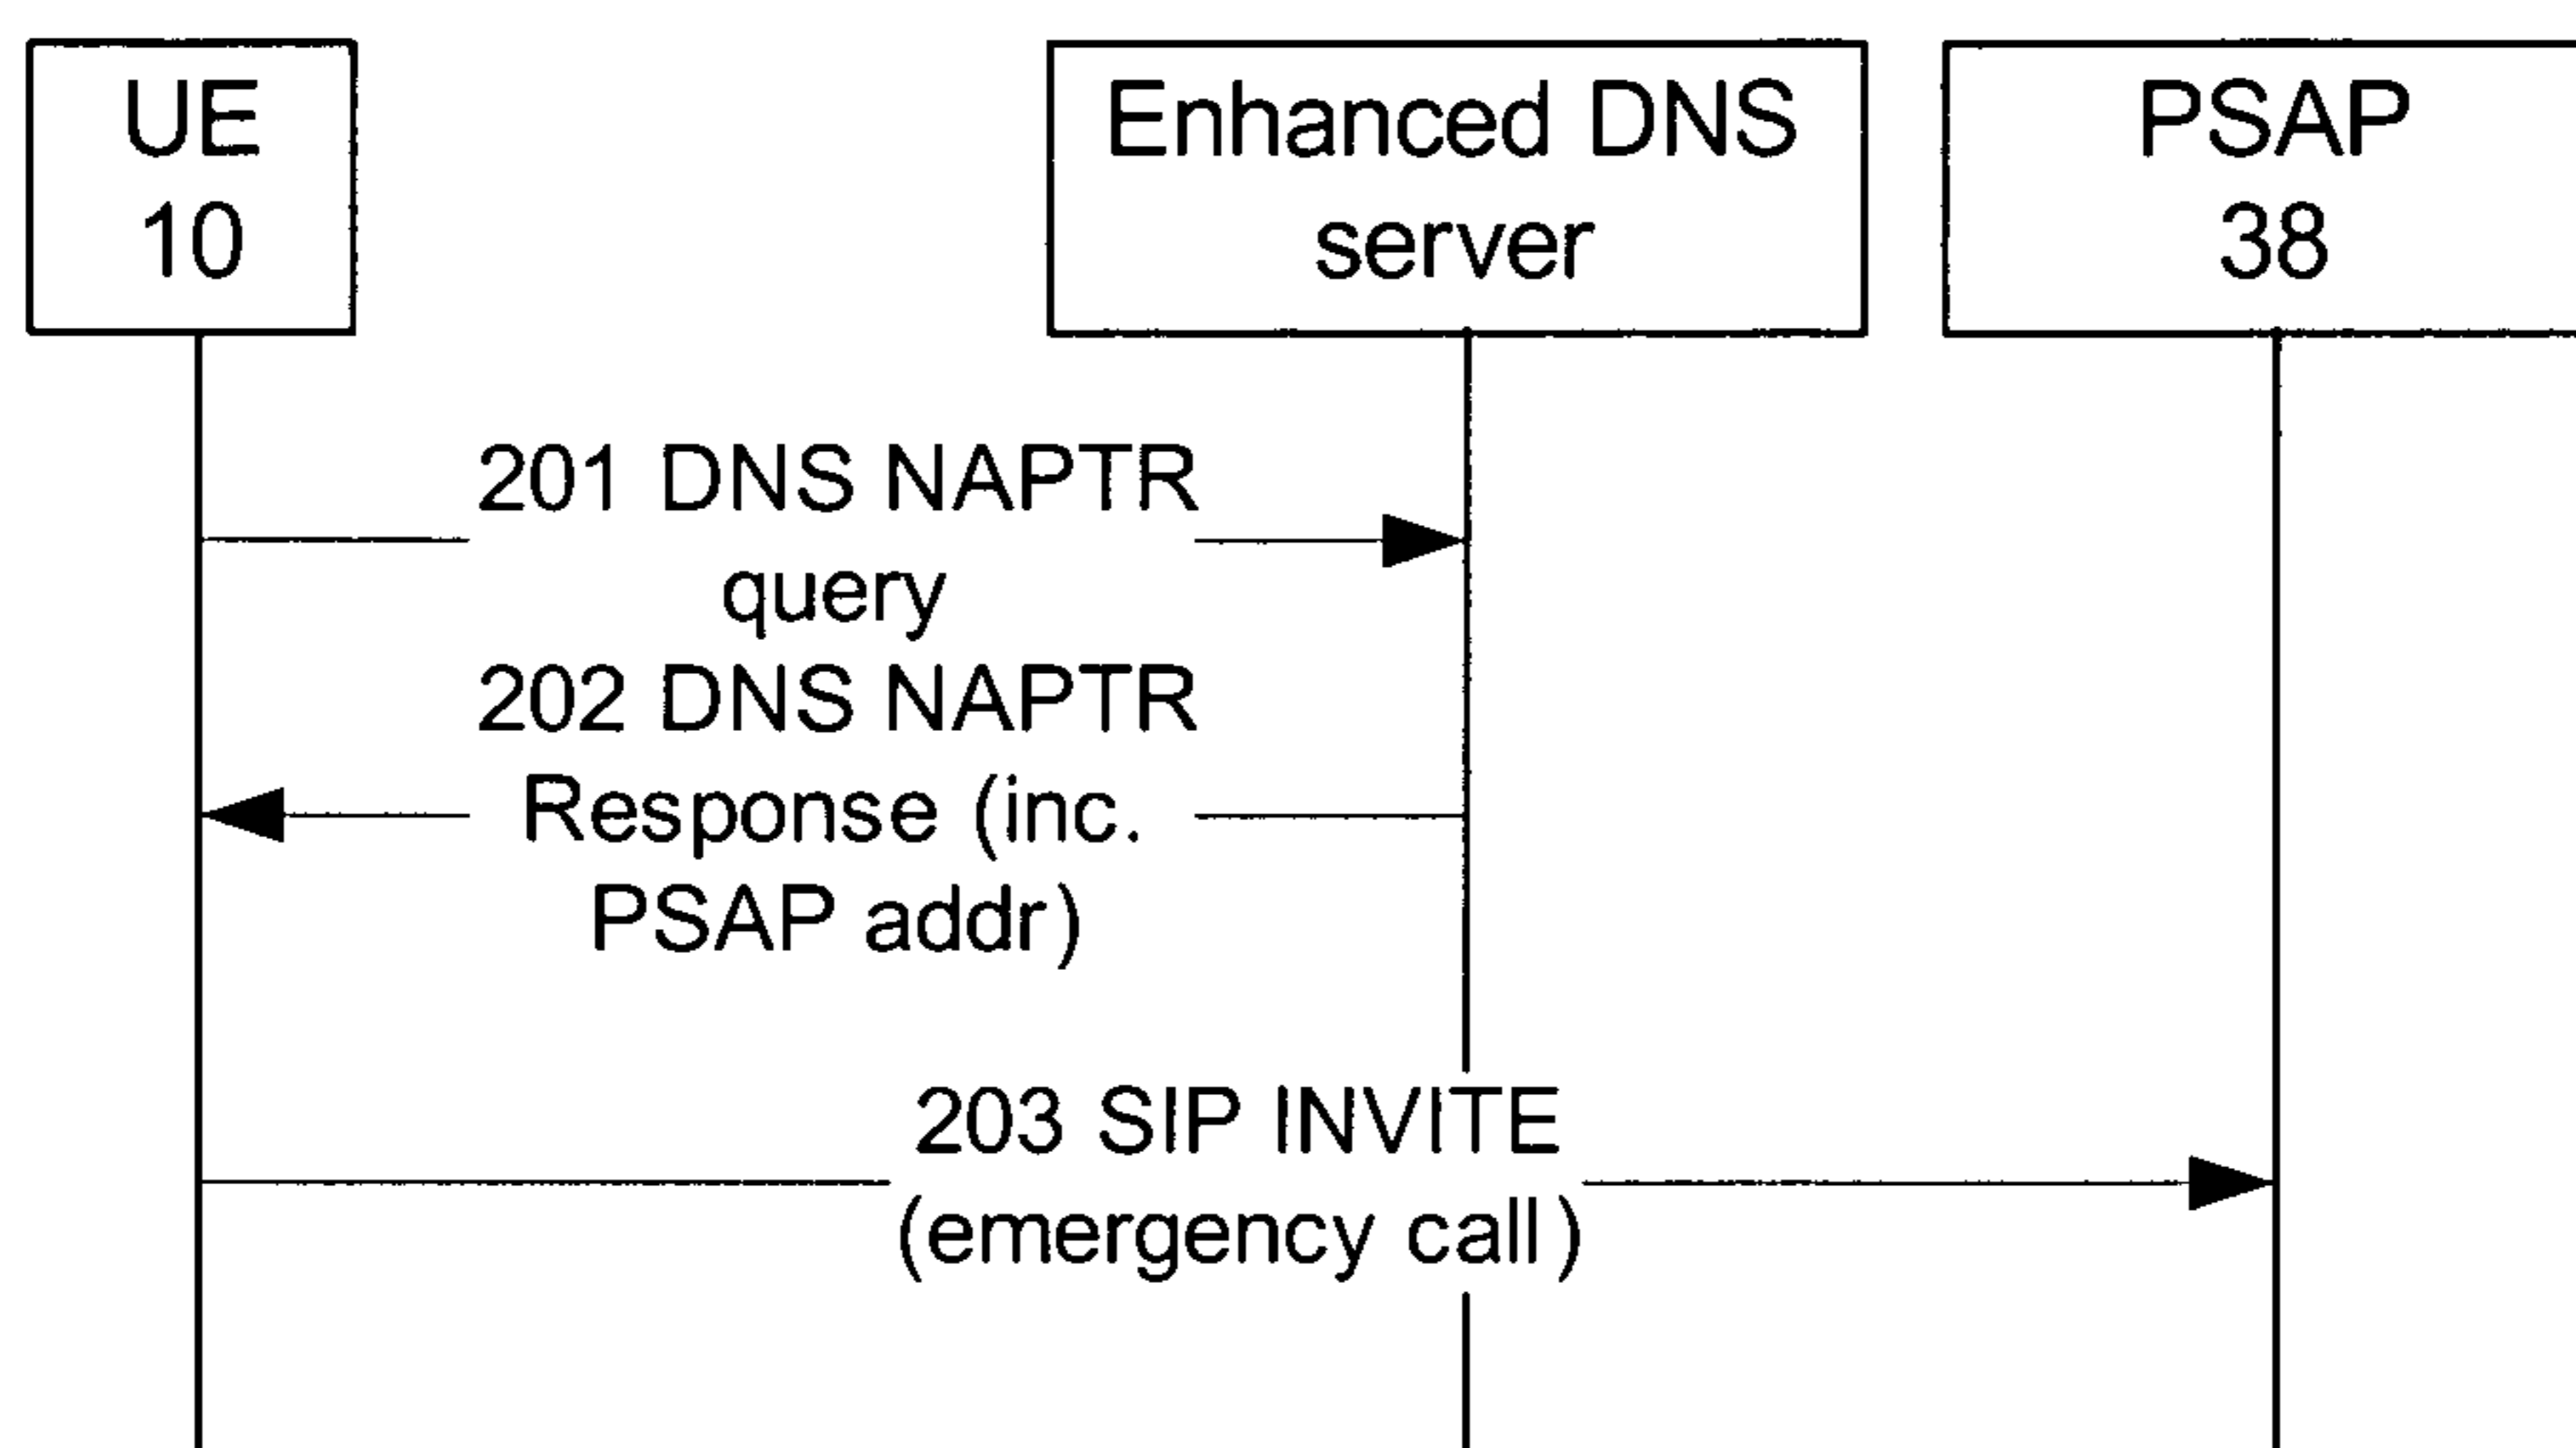 UE
10
Enhanced DNS
server
PSAP
38
201 DNS NAPTR
query
202 DNS NAPTR
Response (inc.
PSAP addr)
203 SIP INVITE
(emergency call)